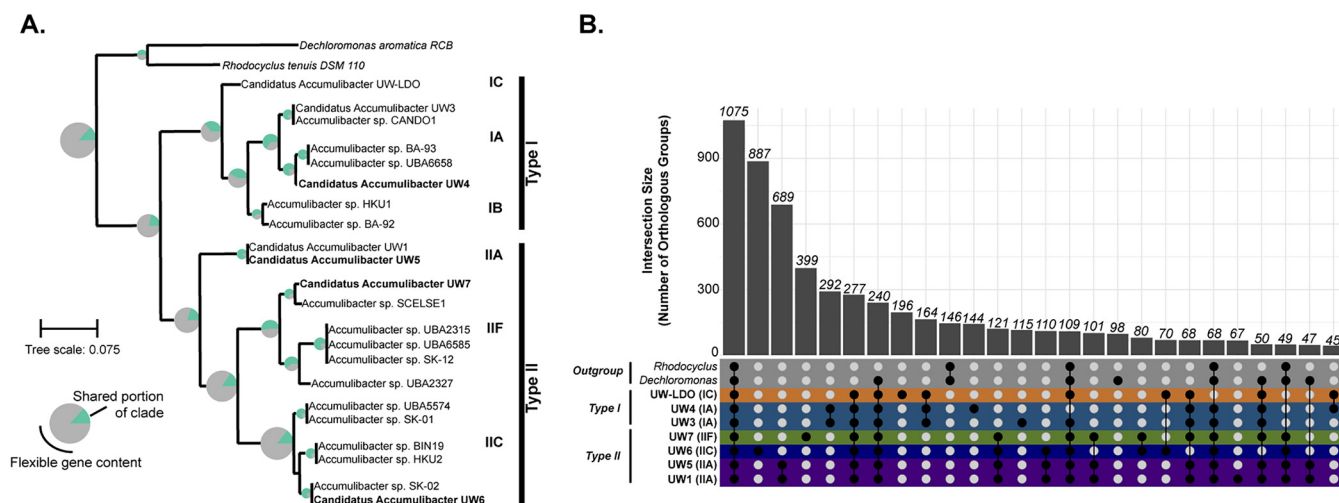 A.
Dechloromonas aromatica RCB
Rhodocyclus tenuis DSM 110
Candidatus Accumulibacter UW-LDO
IC
Candidatus Accumulibacter UW3
Accumulibacter sp. CANDO1
IA
Accumulibacter sp. BA-93
Accumulibacter sp. UBA6658
Candidatus Accumulibacter UW4
Accumulibacter sp. HKU1
IB
Accumulibacter sp. BA-92
Type I
Candidatus Accumulibacter UW1
IIA
Candidatus Accumulibacter UW5
Candidatus Accumulibacter UW7
Accumulibacter sp. SCELSE1
Accumulibacter sp. UBA2315
IIF
Accumulibacter sp. UBA6585
Accumulibacter sp. SK-12
Accumulibacter sp. UBA2327
Accumulibacter sp. UBA5574
Accumulibacter sp. SK-01
IIC
Accumulibacter sp. BIN19
Accumulibacter sp. HKU2
Accumulibacter sp. SK-02
Candidatus Accumulibacter UW6
Type II
Tree scale: 0.075
Shared portion
of clade
Flexible gene content
B.
Intersection Size
(Number of Orthologous Groups)
900
600
300
0
1075 887 689 399 292 277 240 196 164 146 144 121 115 110 109 101 98 80 70 68 68 67 50 49 47 45
Outgroup
Rhodocyclus
Dechloromonas
Type I
UW-LDO (IC)
UW4 (IA)
UW3 (IA)
Type II
UW7 (IIF)
UW6 (IIC)
UW5 (IIA)
UW1 (IIA)